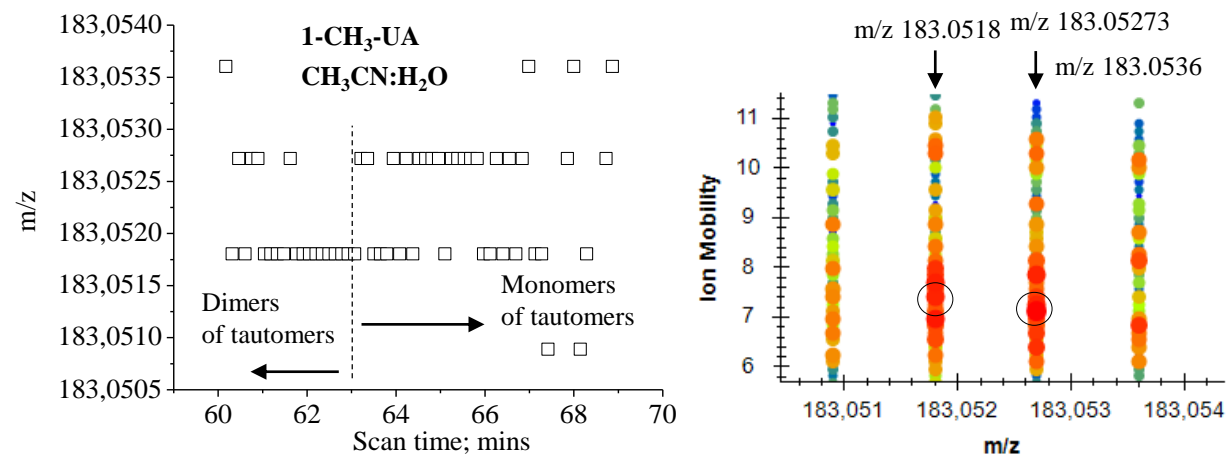 183,0540
183,0535
183,0530
183,0525
183,0520
183,0515
183,0510
183,0505
m/z
1-CH₃-UA
CH₃CN:H₂O
Dimers
of tautomers
Monomers
of tautomers
60
62
64
66
68
70
Scan time; mins
m/z 183.0518
m/z 183.05273
m/z 183.0536
Ion Mobility
11
10
9
8
7
6
183,051
183,052
183,053
183,054
m/z